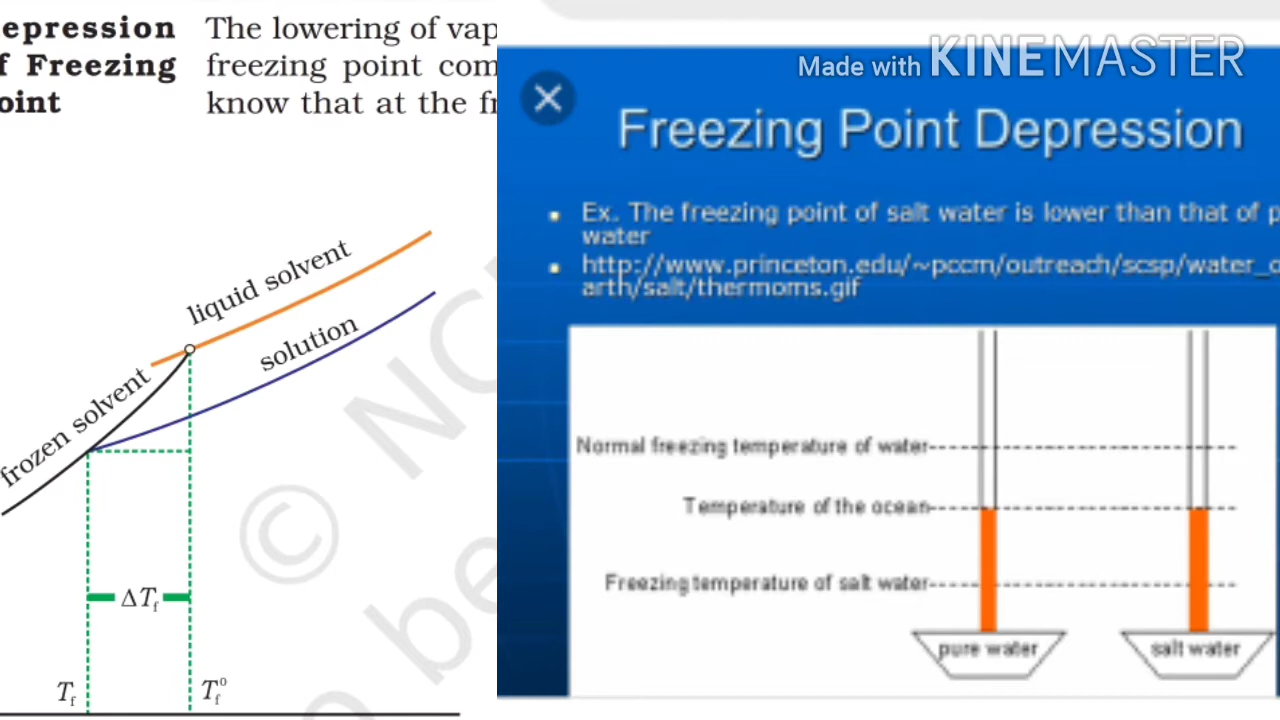 epression
f Freezing
oint
The lowering of vap
freezing point com
know that at the fr
liquid solvent
solution
frozen solvent
ΔTf
Tf
Tf°
© NC
be
Made with KINEMASTER
Freezing Point Depression
Ex. The freezing point of salt water is lower than that of p
water
http://www.princeton.edu/~pccm/outreach/scsp/water_o
arth/salt/thermoms.gif
Normal freezing temperature of water
Temperature of the ocean
Freezing temperature of salt water
pure water
salt water